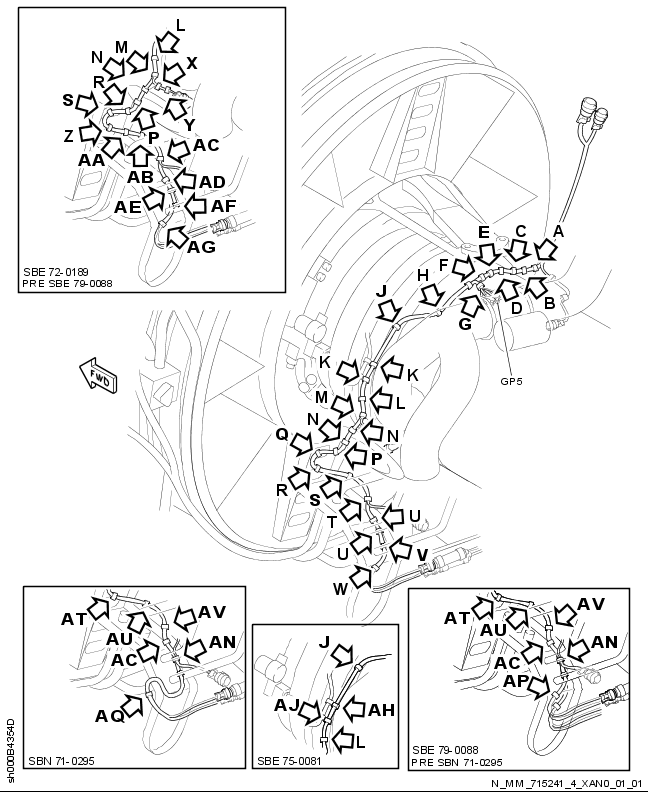 L
M
N
X
R
S
P
Y
Z
AA
AC
AB
AD
AE
AF
AG
SBE 72-0189
PRE SBE 79-0088
E
C
A
F
H
J
D
B
G
GP5
FWD
K
K
M
L
N
N
Q
P
R
S
T
U
U
V
W
AT
AV
AU
AN
AC
AQ
SBN 71-0295
J
AJ
AH
L
SBE 75-0081
AT
AV
AU
AN
AC
AP
SBE 79-0088
PRE SBN 71-0295
sh000B4354D
N_MM_715241_4_XAN0_01_01